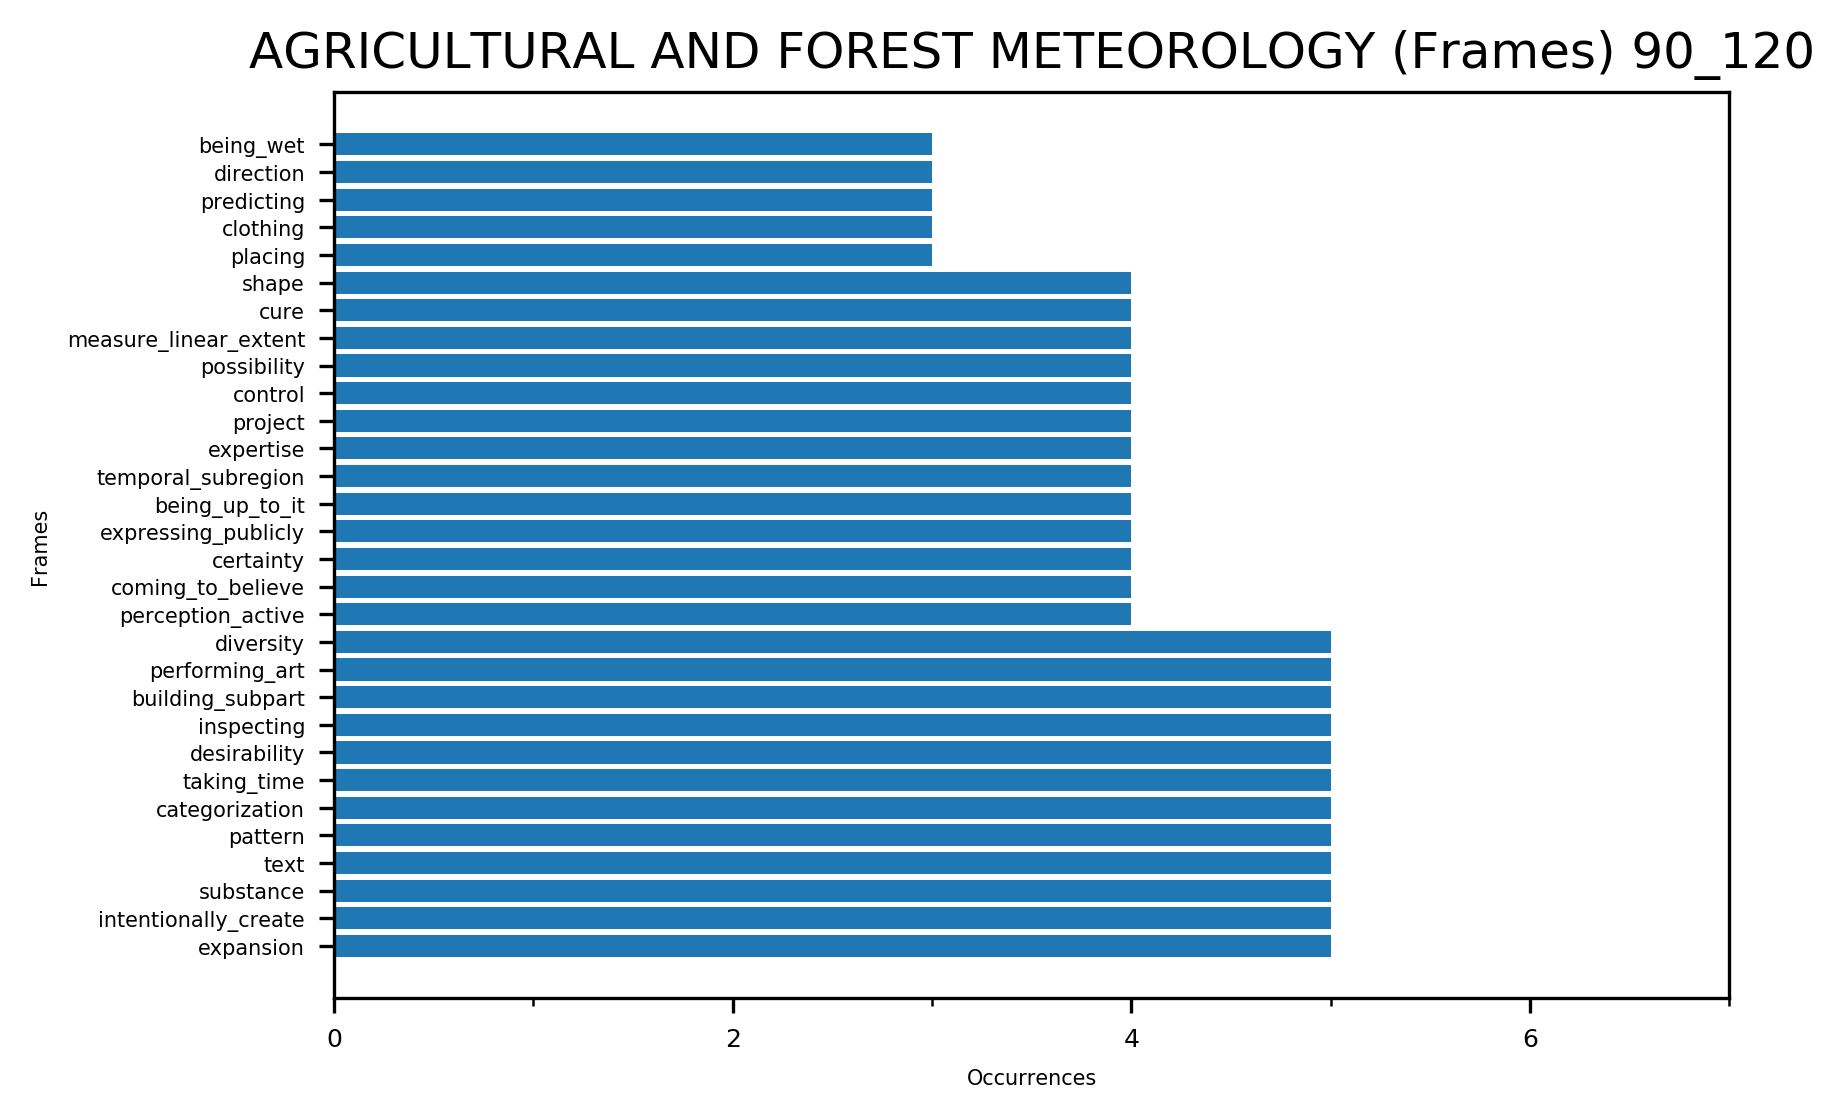 AGRICULTURAL AND FOREST METEOROLOGY (Frames) 90_120
being_wet
direction
predicting
clothing
placing
shape
cure
measure_linear_extent
possibility
control
project
expertise
temporal_subregion
being_up_to_it
expressing_publicly
certainty
coming_to_believe
perception_active
diversity
performing_art
building_subpart
inspecting
desirability
taking_time
categorization
pattern
text
substance
intentionally_create
expansion
Frames
0 2 4 6
Occurrences